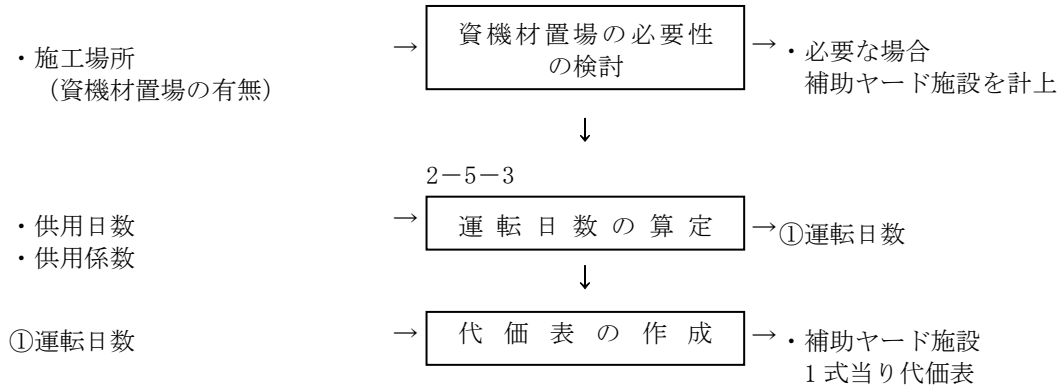 ・施工場所
（資機材置場の有無）
→
資機材置場の必要性
の検討
→
・必要な場合
補助ヤード施設を計上
↓
2－5－3
・供用日数
・供用係数
→
運転日数の算定
→
①運転日数
↓
①運転日数
→
代価表の作成
→
・補助ヤード施設
１式当り代価表